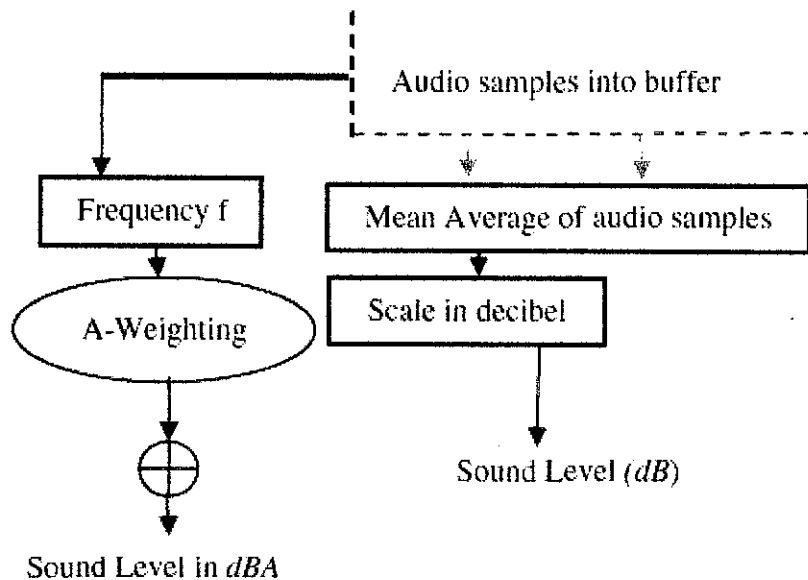 Audio samples into buffer
Frequency f
Mean Average of audio samples
A-Weighting
Scale in decibel
Sound Level (dB)
Sound Level in dBA